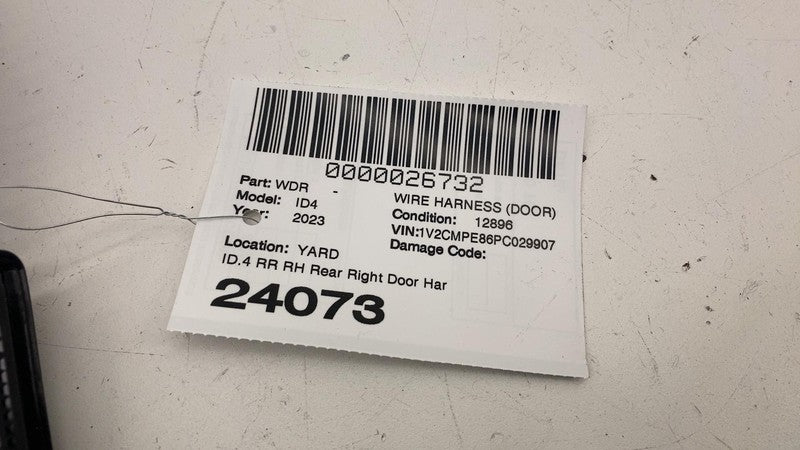 0000026732
Part: WDR -
WIRE HARNESS (DOOR)
Model: ID4
Condition: 12896
Year: 2023
VIN:1V2CMPE86PC029907
Damage Code:
Location: YARD
ID.4 RR RH Rear Right Door Har
24073